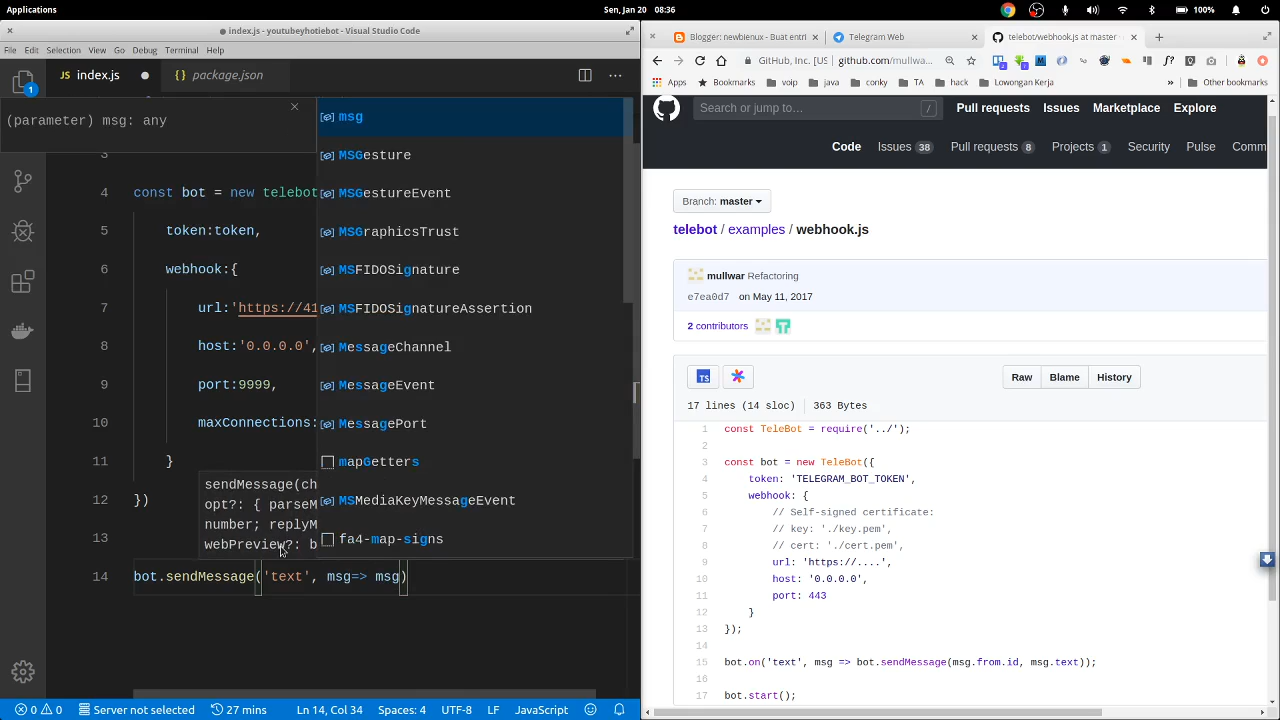 Applications
Sen, Jan 20 08:36
100%
index.js - youtubeyhotiebot - Visual Studio Code
File Edit Selection View Go Debug Terminal Help
1
JS index.js
{} package.json
(parameter) msg: any
3
4 const bot = new telebot
5 token:token,
6 webhook:{
7 url:'https://41
8 host:'0.0.0.0',
9 port:9999,
10 maxConnections:
11 }
12 })
13
14 bot.sendMessage('text', msg=> msg)
msg
MSGesture
MSGestureEvent
MSGraphicsTrust
MSFIDOSignature
MSFIDOSignatureAssertion
MessageChannel
MessageEvent
MessagePort
mapGetters
MSMediaKeyMessageEvent
fa4-map-signs
sendMessage(ch
opt?: { parseM
number; replyM
webPreview?: b
0 0 Server not selected 27 mins Ln 14, Col 34 Spaces: 4 UTF-8 LF JavaScript
Blogger: newbienux - Buat entri
Telegram Web
telebot/webhook.js at master
GitHub, Inc. [US] github.com/mullwa...
Apps Bookmarks voip java conky TA hack Lowongan Kerja » Other bookmarks
Search or jump to... /
Pull requests Issues Marketplace Explore
Code Issues 38 Pull requests 8 Projects 1 Security Pulse Comm
Branch: master
telebot / examples / webhook.js
mullwar Refactoring
e7ea0d7 on May 11, 2017
2 contributors
TS
Raw Blame History
17 lines (14 sloc) 363 Bytes
1 const TeleBot = require('../');
2
3 const bot = new TeleBot({
4 token: 'TELEGRAM_BOT_TOKEN',
5 webhook: {
6 // Self-signed certificate:
7 // key: './key.pem',
8 // cert: './cert.pem',
9 url: 'https://....',
10 host: '0.0.0.0',
11 port: 443
12 }
13 });
14
15 bot.on('text', msg => bot.sendMessage(msg.from.id, msg.text));
16
17 bot.start();